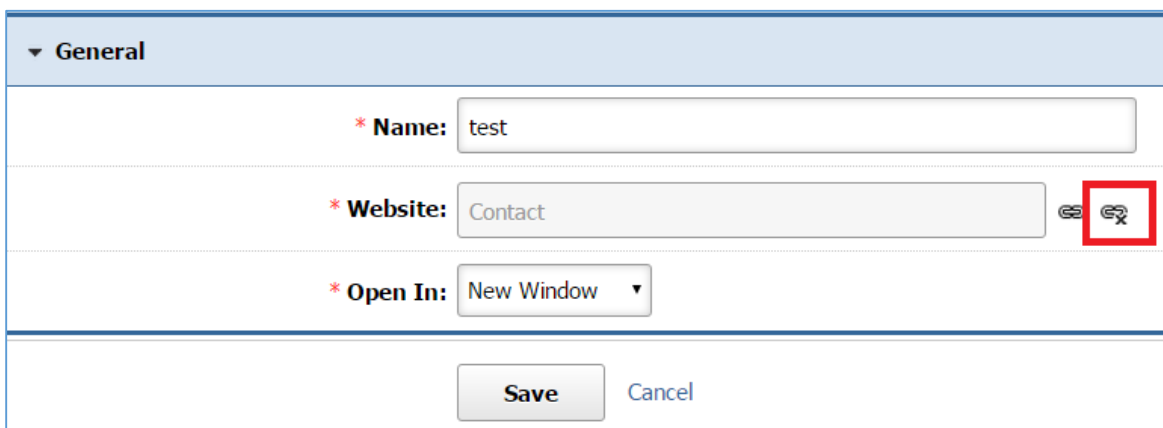 General
* Name: test
* Website: Contact
* Open In: New Window
Save Cancel